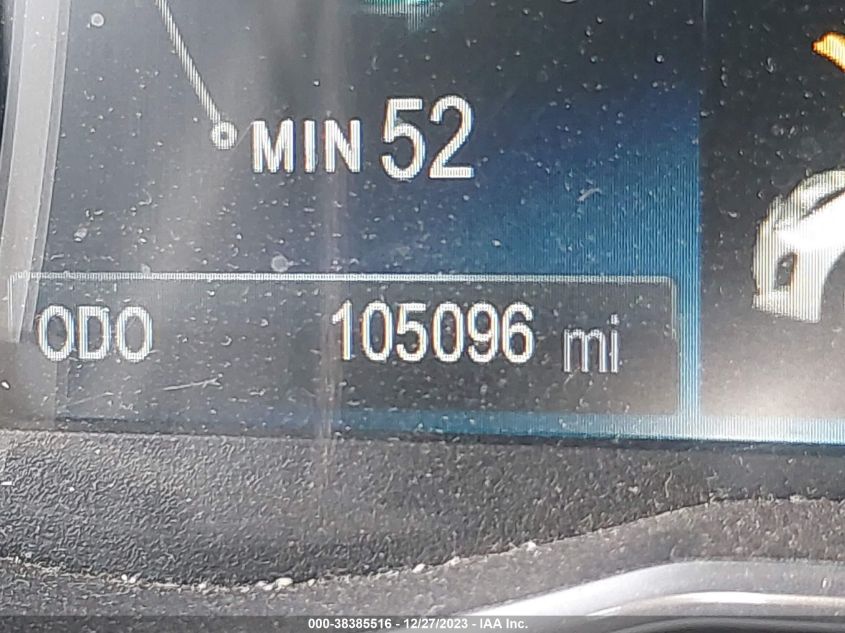 MIN 52
ODO 105096 mi
000-38385516 - 12/27/2023 - IAA Inc.